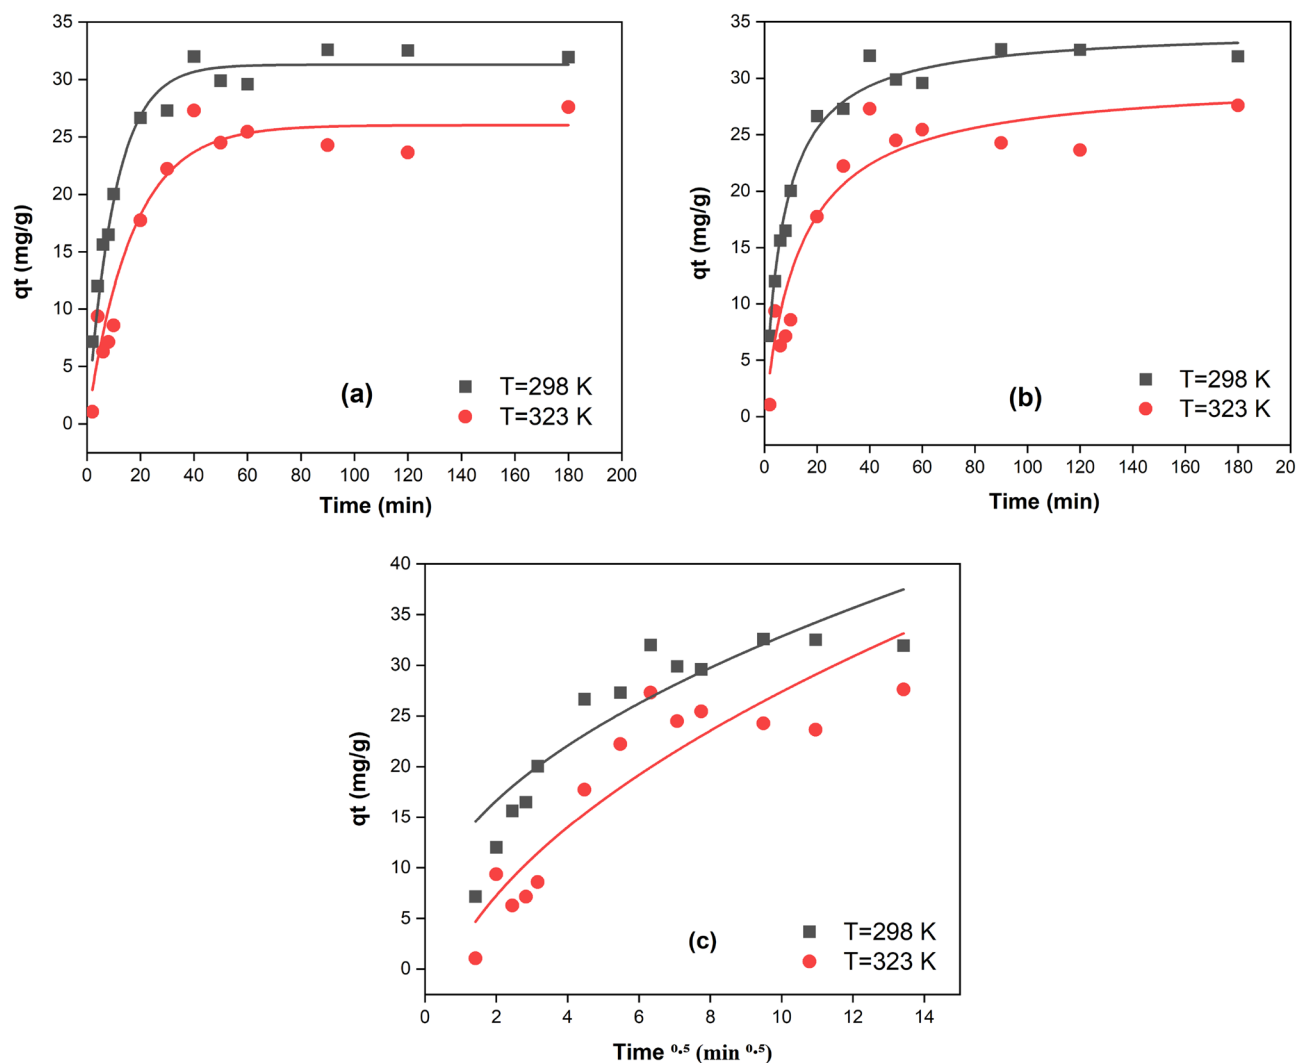 35
30
25
20
15
10
5
0
qt (mg/g)
0 20 40 60 80 100 120 140 160 180 200
Time (min)
(a)
T=298 K
T=323 K
35
30
25
20
15
10
5
0
qt (mg/g)
0 20 40 60 80 100 120 140 160 180 20
Time (min)
(b)
T=298 K
T=323 K
40
35
30
25
20
15
10
5
0
qt (mg/g)
0 2 4 6 8 10 12 14
Time 0.5 (min 0.5)
(c)
T=298 K
T=323 K